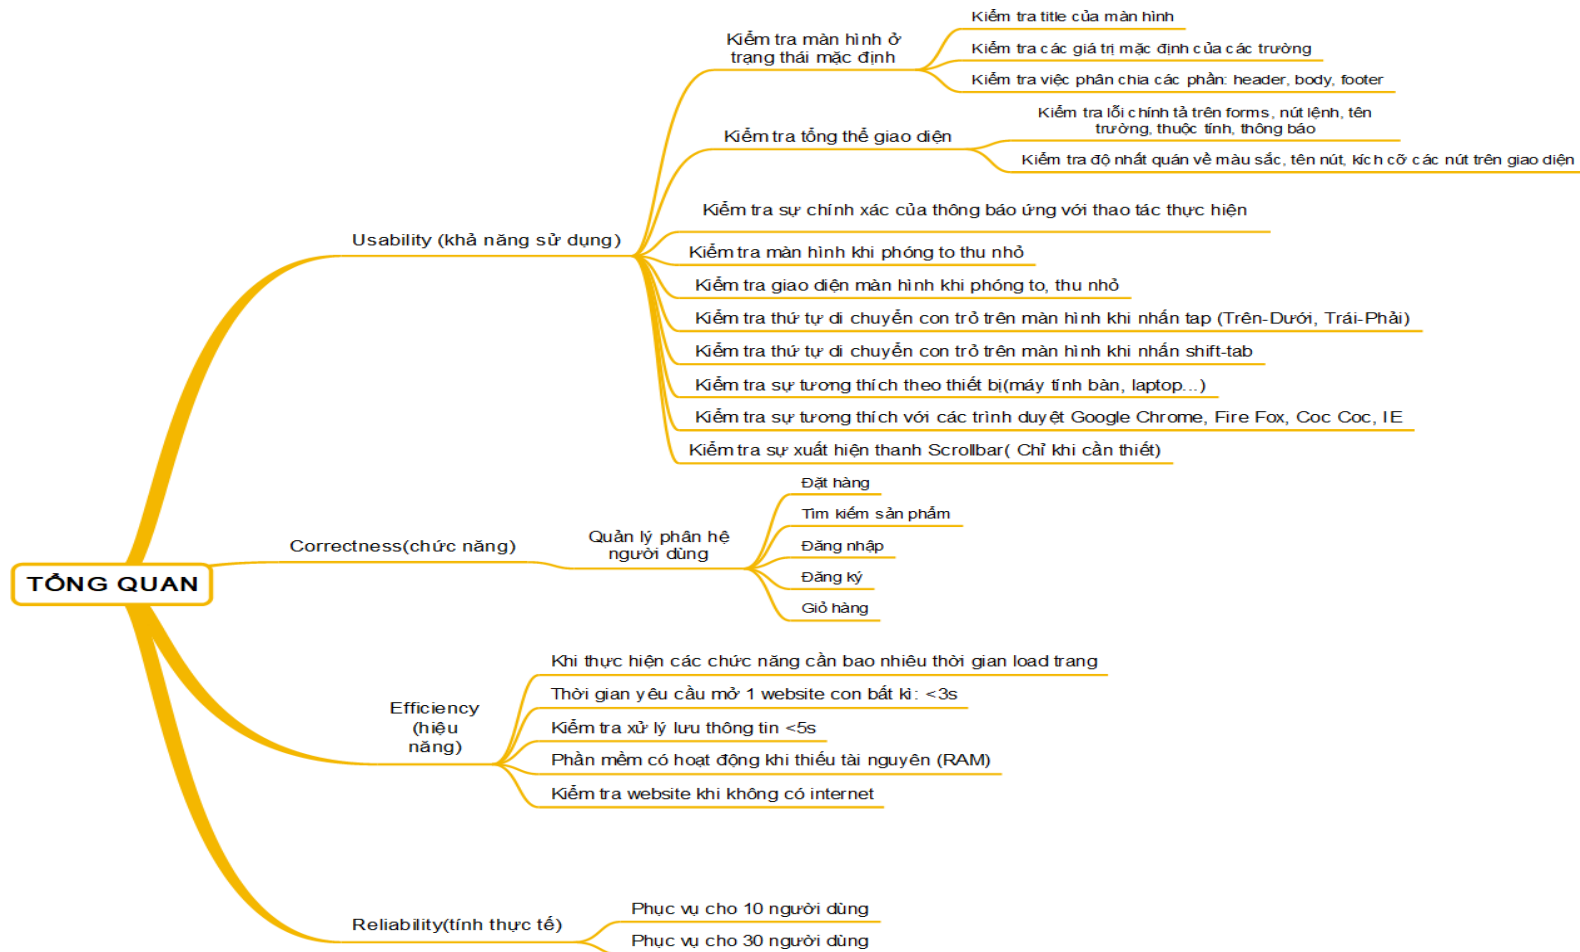 TỔNG QUAN
Usability (khả năng sử dụng)
Kiểm tra màn hình ở
trạng thái mặc định
Kiểm tra title của màn hình
Kiểm tra các giá trị mặc định của các trường
Kiểm tra việc phân chia các phần: header, body, footer
Kiểm tra tổng thể giao diện
Kiểm tra lỗi chính tả trên forms, nút lệnh, tên
trường, thuộc tính, thông báo
Kiểm tra độ nhất quán về màu sắc, tên nút, kích cỡ các nút trên giao diện
Kiểm tra sự chính xác của thông báo ứng với thao tác thực hiện
Kiểm tra màn hình khi phóng to thu nhỏ
Kiểm tra giao diện màn hình khi phóng to, thu nhỏ
Kiểm tra thứ tự di chuyển con trỏ trên màn hình khi nhấn tap (Trên-Dưới, Trái-Phải)
Kiểm tra thứ tự di chuyển con trỏ trên màn hình khi nhấn shift-tab
Kiểm tra sự tương thích theo thiết bị(máy tính bàn, laptop...)
Kiểm tra sự tương thích với các trình duyệt Google Chrome, Fire Fox, Coc Coc, IE
Kiểm tra sự xuất hiện thanh Scrollbar( Chỉ khi cần thiết)
Correctness(chức năng)
Quản lý phân hệ
người dùng
Đặt hàng
Tìm kiếm sản phẩm
Đăng nhập
Đăng ký
Giỏ hàng
Efficiency
(hiệu
năng)
Khi thực hiện các chức năng cần bao nhiêu thời gian load trang
Thời gian yêu cầu mở 1 website con bất kì: <3s
Kiểm tra xử lý lưu thông tin <5s
Phần mềm có hoạt động khi thiếu tài nguyên (RAM)
Kiểm tra website khi không có internet
Reliability(tính thực tế)
Phục vụ cho 10 người dùng
Phục vụ cho 30 người dùng